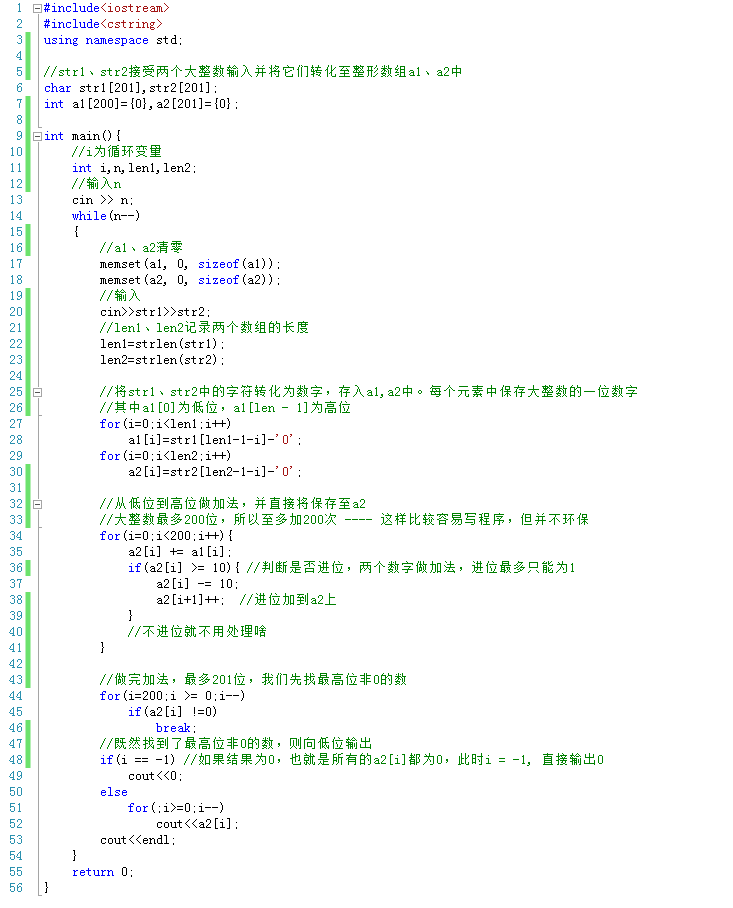 1 #include<iostream>
2 #include<cstring>
3 using namespace std;
4
5 //str1、str2接受两个大整数输入并将它们转化至整形数组a1、a2中
6 char str1[201],str2[201];
7 int a1[200]={0},a2[201]={0};
8
9 int main(){
10     //i为循环变量
11     int i,n,len1,len2;
12     //输入n
13     cin >> n;
14     while(n--)
15     {
16         //a1、a2清零
17         memset(a1, 0, sizeof(a1));
18         memset(a2, 0, sizeof(a2));
19         //输入
20         cin>>str1>>str2;
21         //len1、len2记录两个数组的长度
22         len1=strlen(str1);
23         len2=strlen(str2);
24
25         //将str1、str2中的字符转化为数字，存入a1,a2中。每个元素中保存大整数的一位数字
26         //其中a1[0]为低位，a1[len - 1]为高位
27         for(i=0;i<len1;i++)
28             a1[i]=str1[len1-1-i]-'0';
29         for(i=0;i<len2;i++)
30             a2[i]=str2[len2-1-i]-'0';
31
32         //从低位到高位做加法，并直接将保存至a2
33         //大整数最多200位，所以至多加200次 ---- 这样比较容易写程序，但并不环保
34         for(i=0;i<200;i++){
35             a2[i] += a1[i];
36             if(a2[i] >= 10){ //判断是否进位，两个数字做加法，进位最多只能为1
37                 a2[i] -= 10;
38                 a2[i+1]++;  //进位加到a2上
39             }
40             //不进位就不用处理啥
41         }
42
43         //做完加法，最多201位，我们先找最高位非0的数
44         for(i=200;i >= 0;i--)
45             if(a2[i] !=0)
46                 break;
47         //既然找到了最高位非0的数，则向低位输出
48         if(i == -1) //如果结果为0，也就是所有的a2[i]都为0，此时i = -1, 直接输出0
49             cout<<0;
50         else
51             for(;i>=0;i--)
52                 cout<<a2[i];
53         cout<<endl;
54     }
55     return 0;
56 }